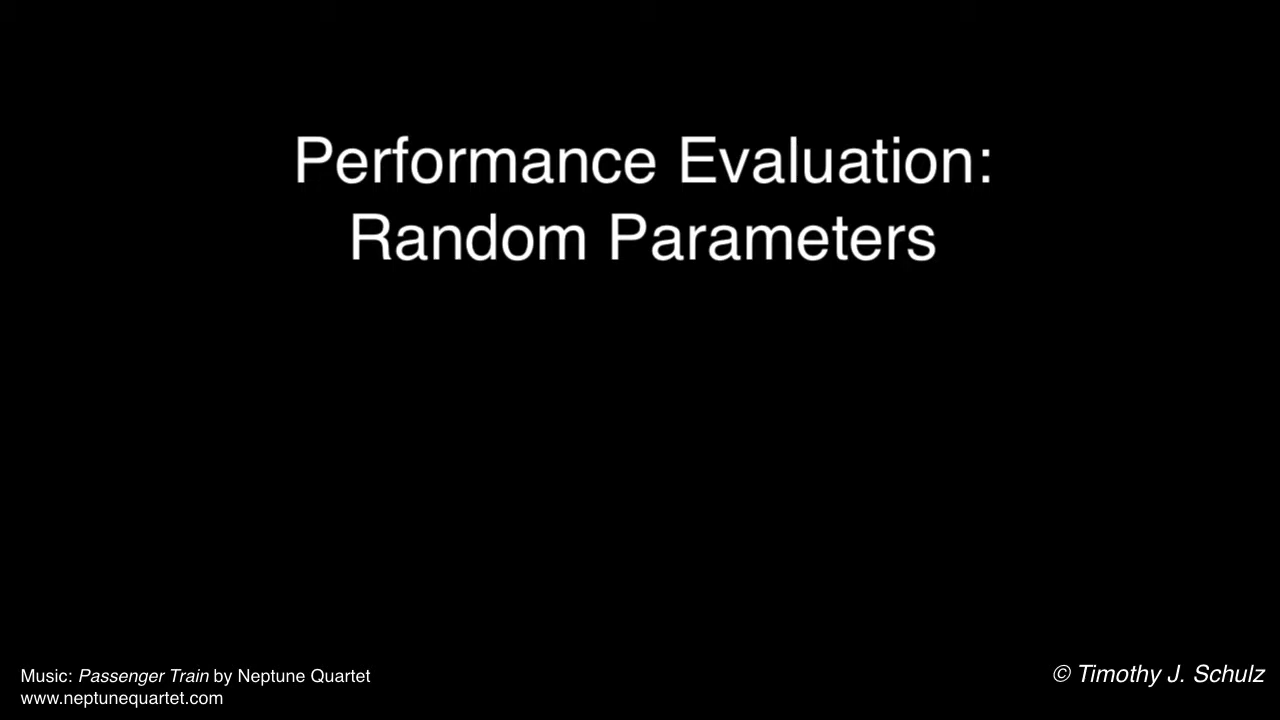 Performance Evaluation:
Random Parameters
Music: Passenger Train by Neptune Quartet
www.neptunequartet.com
© Timothy J. Schulz